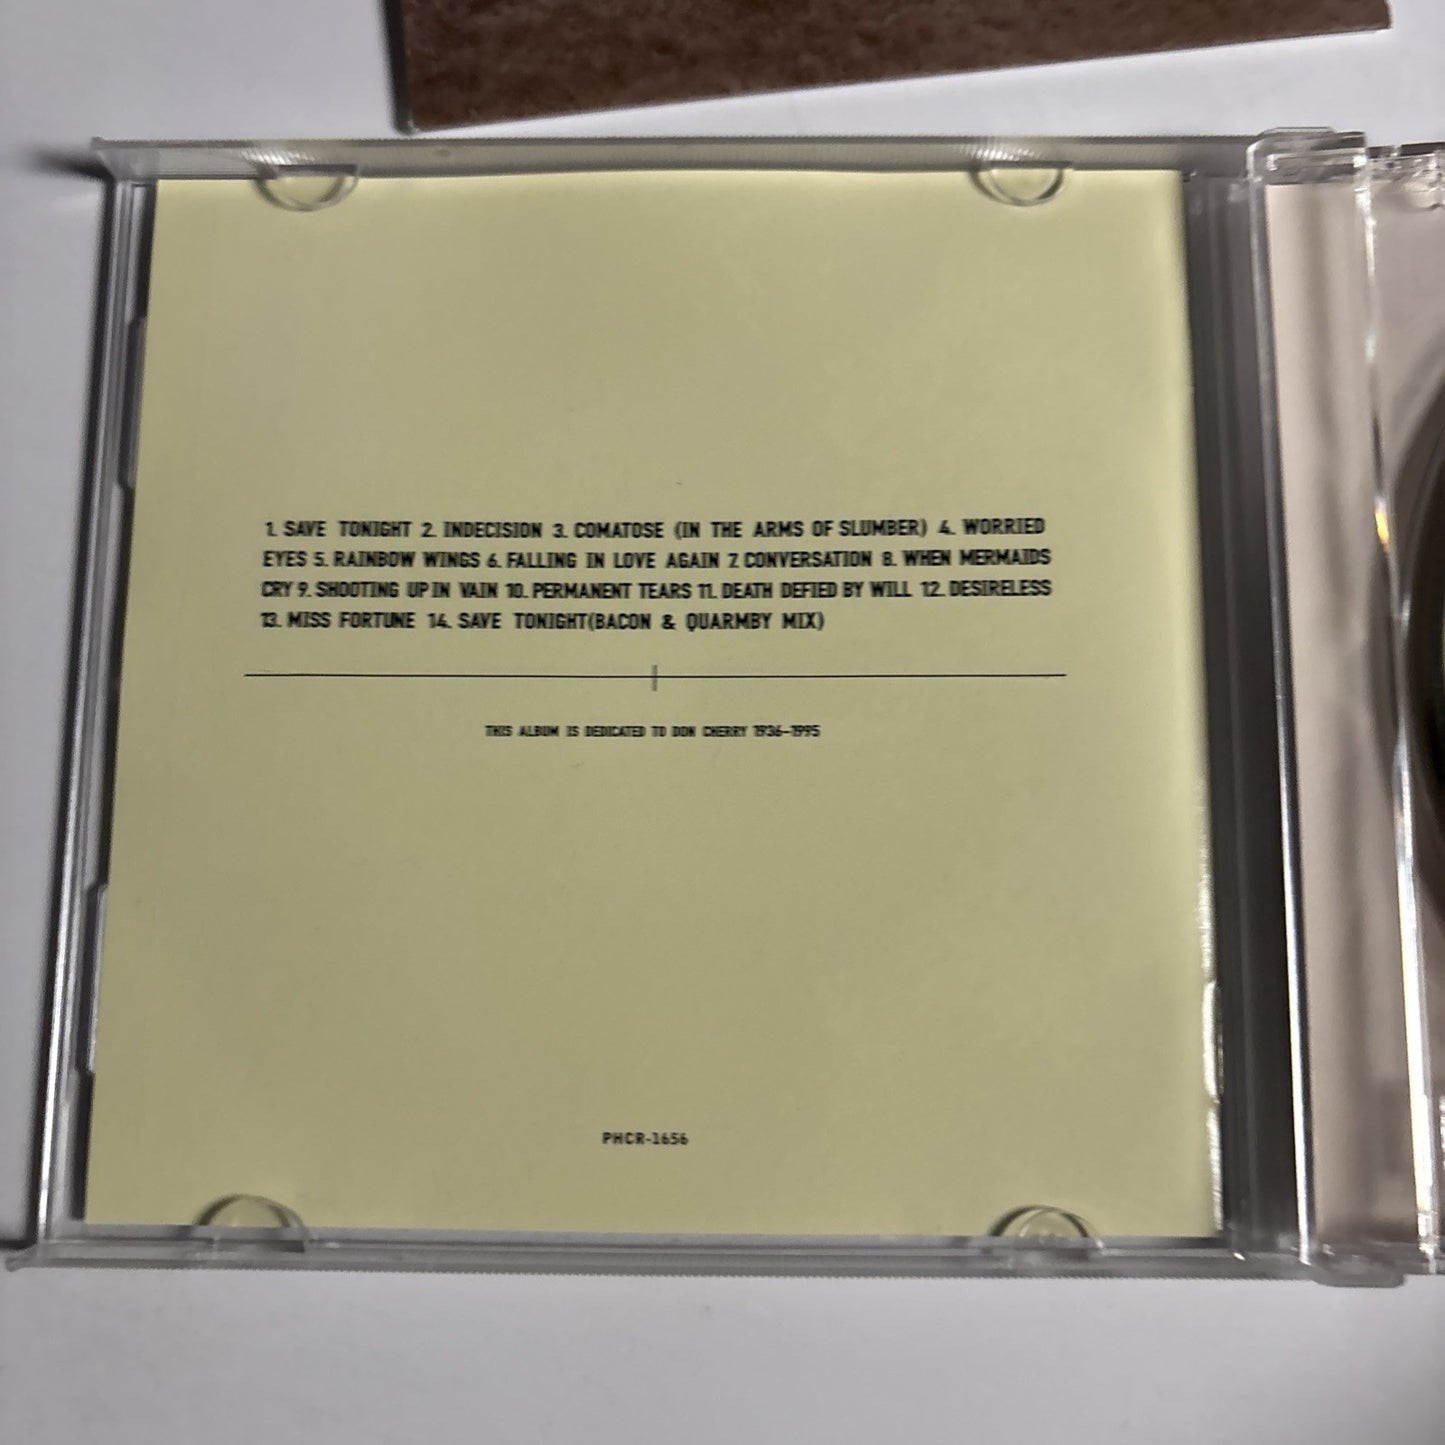 1. SAVE TONIGHT 2. INDECISION 3. COMATOSE (IN THE ARMS OF SLUMBER) 4. WORRIED
EYES 5. RAINBOW WINGS 6. FALLING IN LOVE AGAIN 7. CONVERSATION 8. WHEN MERMAIDS
CRY 9. SHOOTING UP IN VAIN 10. PERMANENT TEARS 11. DEATH DEFIED BY WILL 12. DESIRELESS
13. MISS FORTUNE 14. SAVE TONIGHT(BACON & QUARMBY MIX)
THIS ALBUM IS DEDICATED TO DON CHERRY 1936-1995
PHCR-1656